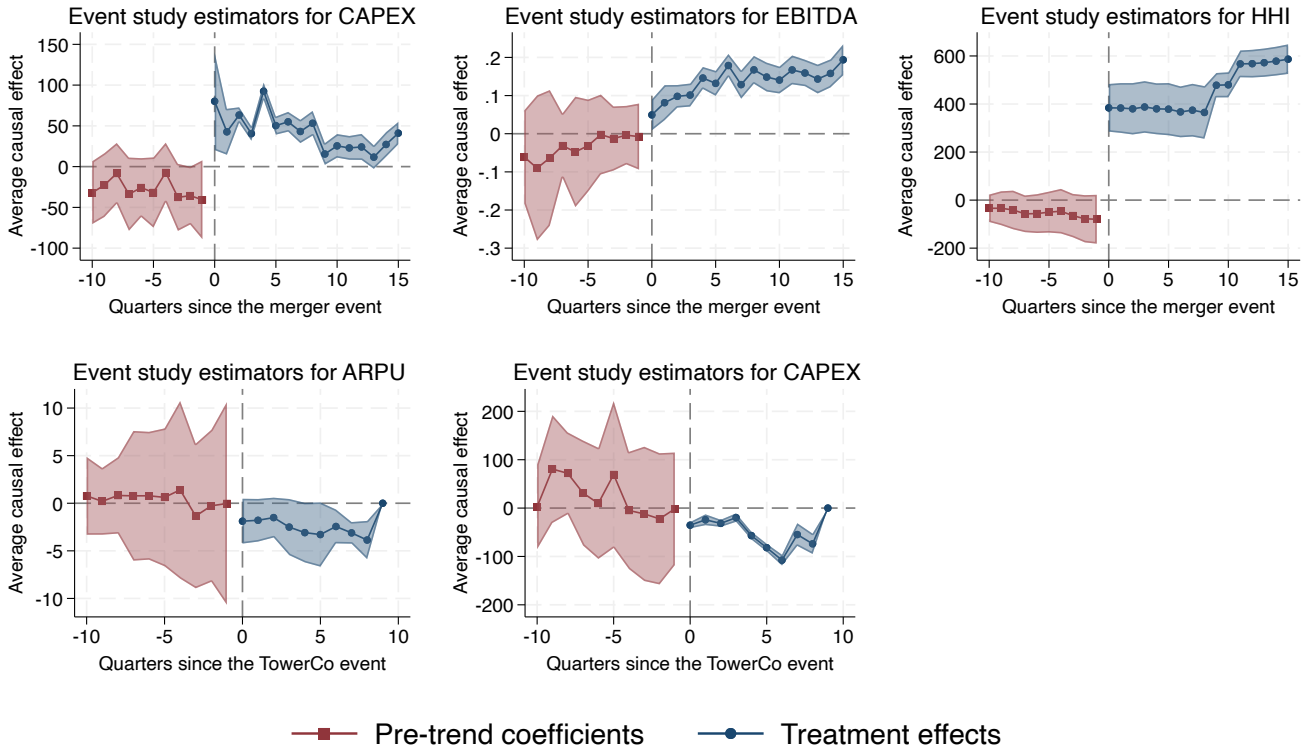 Event study estimators for CAPEX
Average causal effect
150
100
50
0
-50
-100
-10 -5 0 5 10 15
Quarters since the merger event
Event study estimators for EBITDA
Average causal effect
.2
.1
0
-.1
-.2
-.3
-10 -5 0 5 10 15
Quarters since the merger event
Event study estimators for HHI
Average causal effect
600
400
200
0
-200
-10 -5 0 5 10 15
Quarters since the merger event
Event study estimators for ARPU
Average causal effect
10
5
0
-5
-10
-10 -5 0 5 10
Quarters since the TowerCo event
Event study estimators for CAPEX
Average causal effect
200
100
0
-100
-200
-10 -5 0 5 10
Quarters since the TowerCo event
Pre-trend coefficients Treatment effects